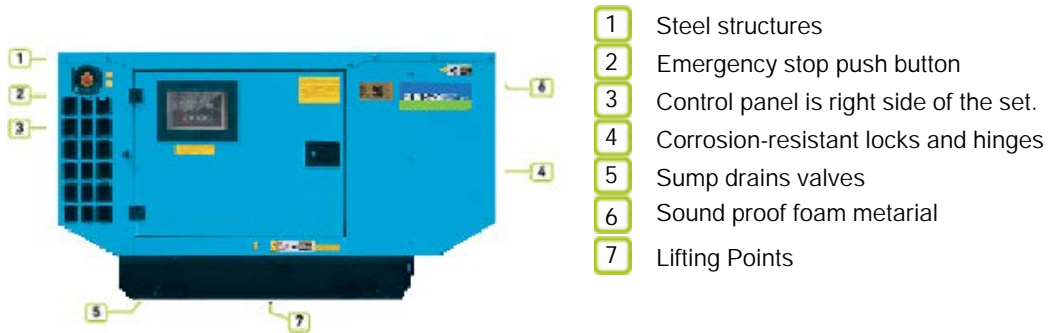 1
2
3
5
7
6
4
1 Steel structures
2 Emergency stop push button
3 Control panel is right side of the set.
4 Corrosion-resistant locks and hinges
5 Sump drains valves
6 Sound proof foam metarial
7 Lifting Points